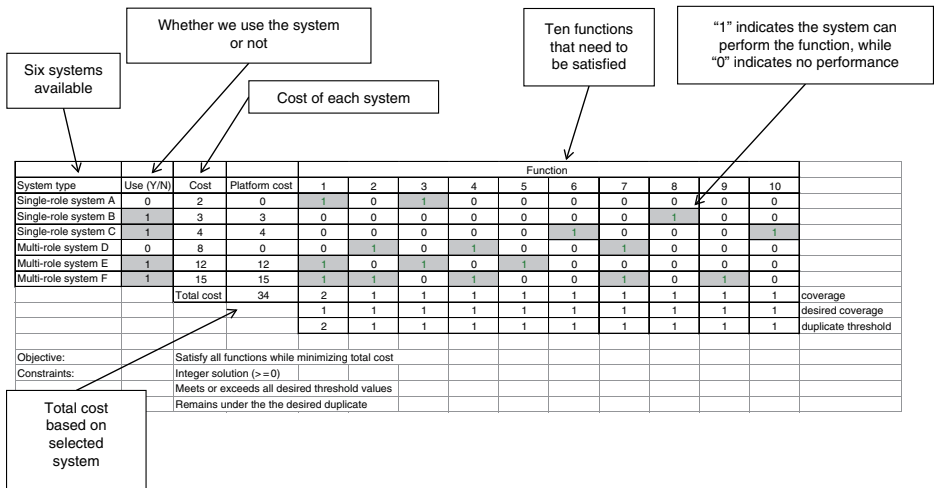 Whether we use the system
or not
Ten functions
that need to
be satisfied
"1" indicates the system can
perform the function, while
"0" indicates no performance
Six systems
available
Cost of each system
Function
System type Use (Y/N) Cost Platform cost 1 2 3 4 5 6 7 8 9 10
Single-role system A 0 2 0 1 0 1 0 0 0 0 0 0 0
Single-role system B 1 3 3 0 0 0 0 0 0 0 1 0 0
Single-role system C 1 4 4 0 0 0 0 0 1 0 0 0 1
Multi-role system D 0 8 0 0 1 0 1 0 0 1 0 0 0
Multi-role system E 1 12 12 1 0 1 0 1 0 0 0 0 0
Multi-role system F 1 15 15 1 1 0 1 0 0 1 0 1 0
Total cost 34 2 1 1 1 1 1 1 1 1 1 coverage
1 1 1 1 1 1 1 1 1 1 desired coverage
2 1 1 1 1 1 1 1 1 1 duplicate threshold
Objective: Satisfy all functions while minimizing total cost
Constraints: Integer solution (>=0)
Meets or exceeds all desired threshold values
Remains under the the desired duplicate
Total cost
based on
selected
system